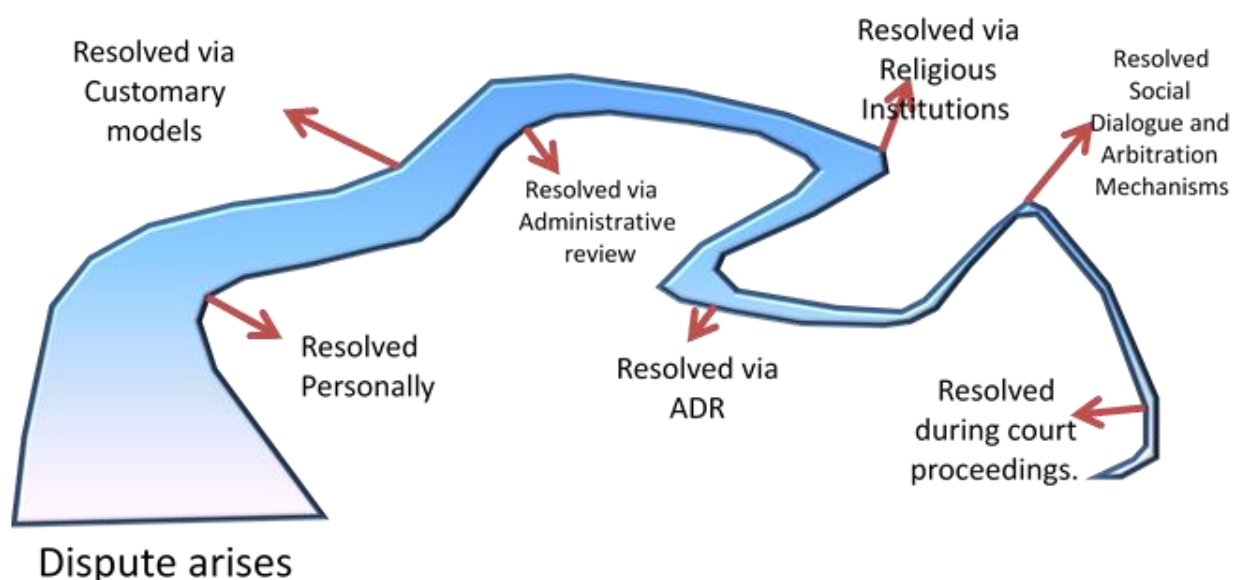 Resolved via
Customary
models
Resolved via
Religious
Institutions
Resolved
Social
Dialogue and
Arbitration
Mechanisms
Resolved via
Administrative
review
Resolved
Personally
Resolved via
ADR
Resolved
during court
proceedings.
Dispute arises